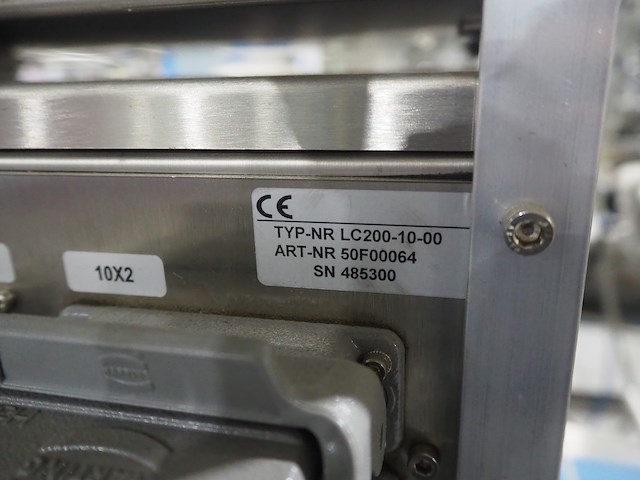 CE
TYP-NR LC200-10-00
ART-NR 50F00064
SN 485300
10X2